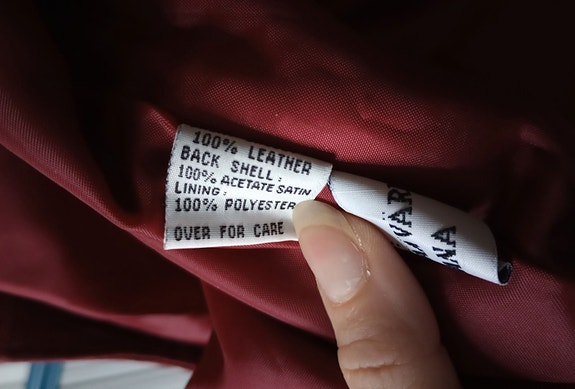 100% LEATHER
BACK SHELL:
100% ACETATE SATIN
LINING:
100% POLYESTER
OVER FOR CARE